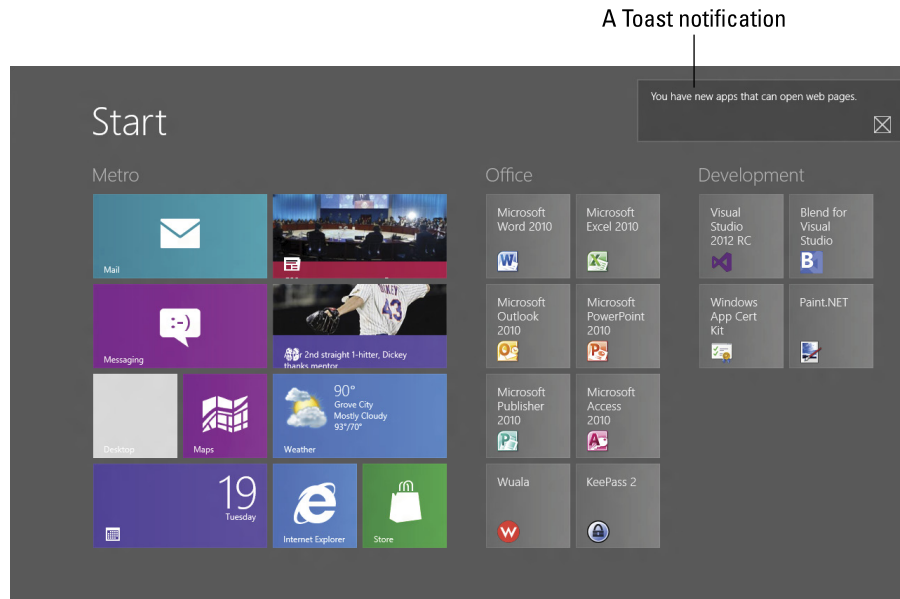 A Toast notification
You have new apps that can open web pages.
Start
Metro
Office
Development
Mail
Messaging
:-)
43
2nd straight 1-hitter, Dickey
thanks mentor
Desktop
Maps
90°
Grove City
Mostly Cloudy
93°/70°
Weather
19
Tuesday
Internet Explorer
Store
Microsoft
Word 2010
Microsoft
Excel 2010
Microsoft
Outlook
2010
Microsoft
PowerPoint
2010
Microsoft
Publisher
2010
Microsoft
Access
2010
Wuala
KeePass 2
Visual
Studio
2012 RC
Blend for
Visual
Studio
Windows
App Cert
Kit
Paint.NET